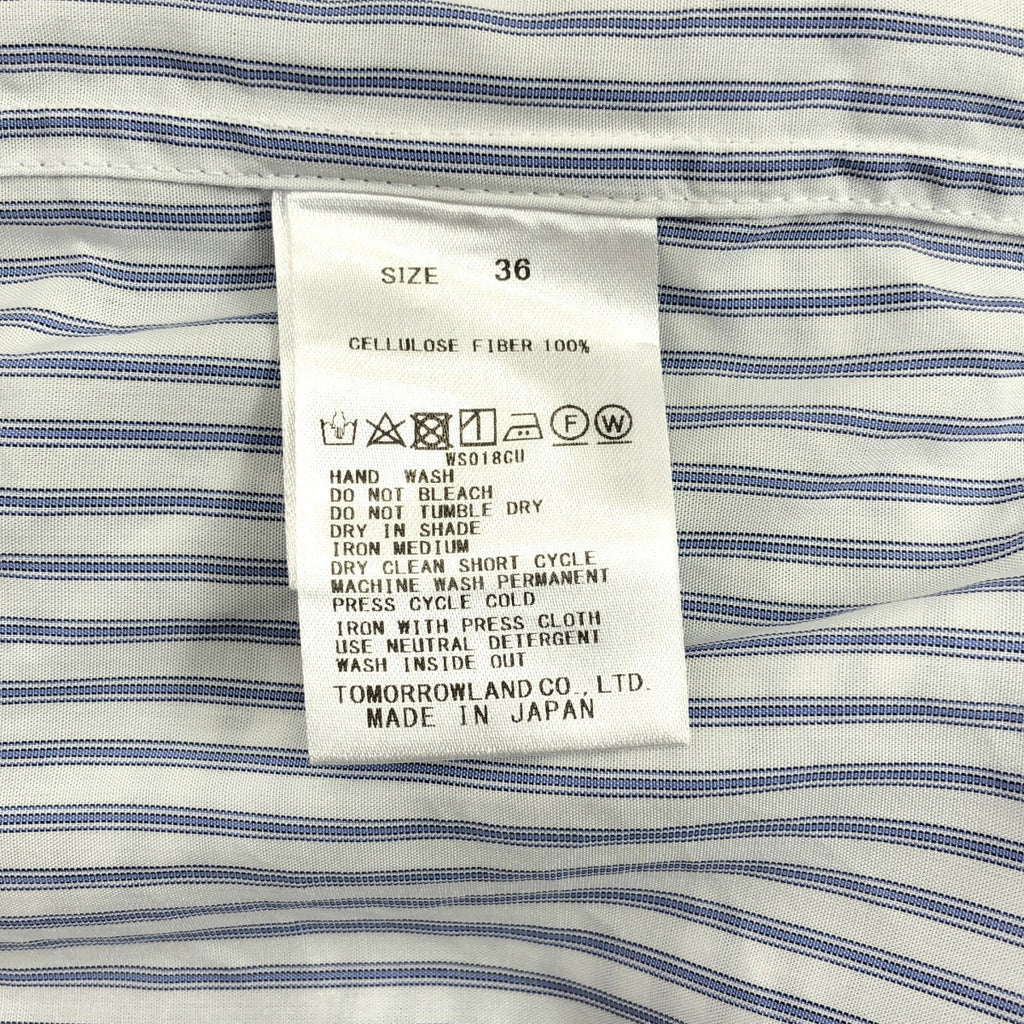 SIZE 36
CELLULOSE FIBER 100%
F W
WS018CU
HAND WASH
DO NOT BLEACH
DO NOT TUMBLE DRY
DRY IN SHADE
IRON MEDIUM
DRY CLEAN SHORT CYCLE
MACHINE WASH PERMANENT
PRESS CYCLE COLD
IRON WITH PRESS CLOTH
USE NEUTRAL DETERGENT
WASH INSIDE OUT
TOMORROWLAND CO., LTD.
MADE IN JAPAN